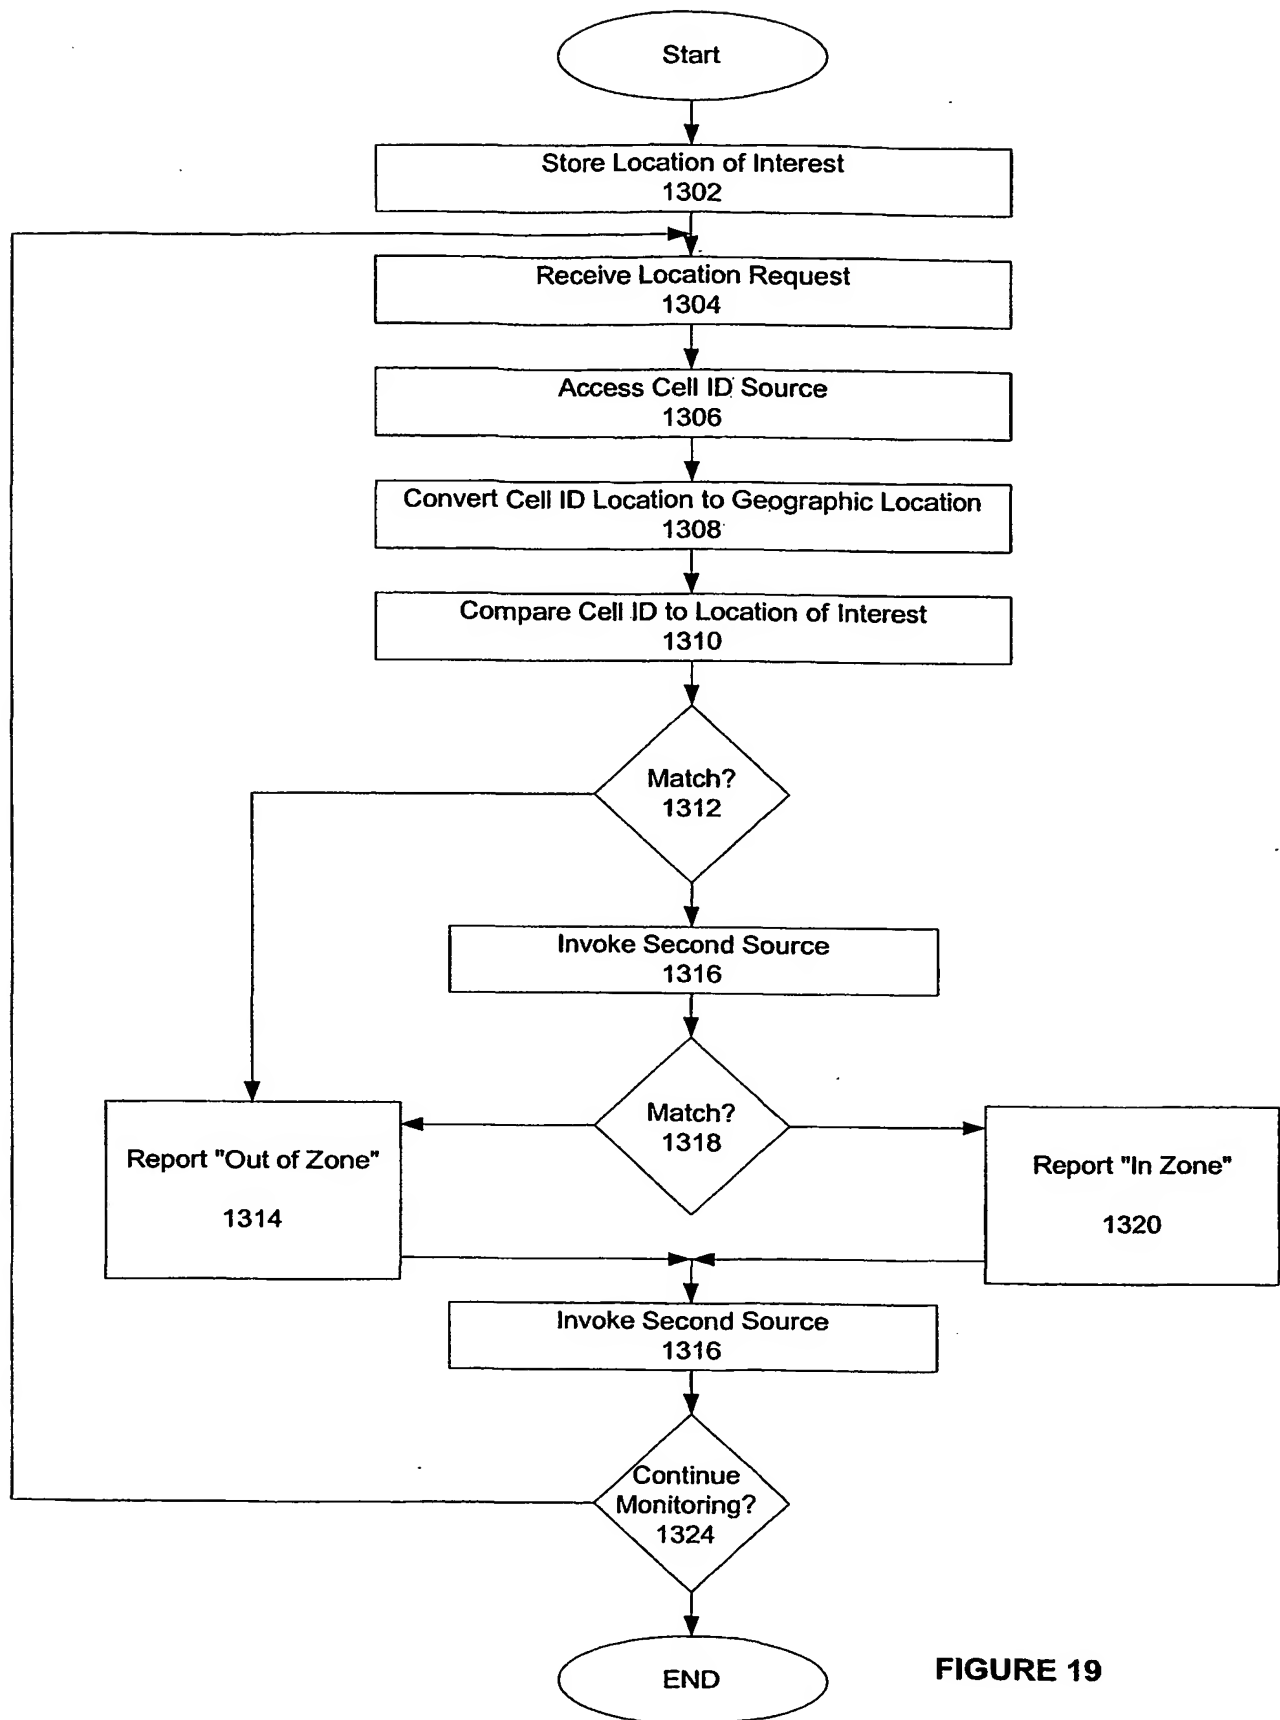 Start
Store Location of Interest
1302
Receive Location Request
1304
Access Cell ID Source
1306
Convert Cell ID Location to Geographic Location
1308
Compare Cell ID to Location of Interest
1310
Match?
1312
Invoke Second Source
1316
Match?
1318
Report "Out of Zone"
1314
Report "In Zone"
1320
Invoke Second Source
1316
Continue
Monitoring?
1324
END
FIGURE 19